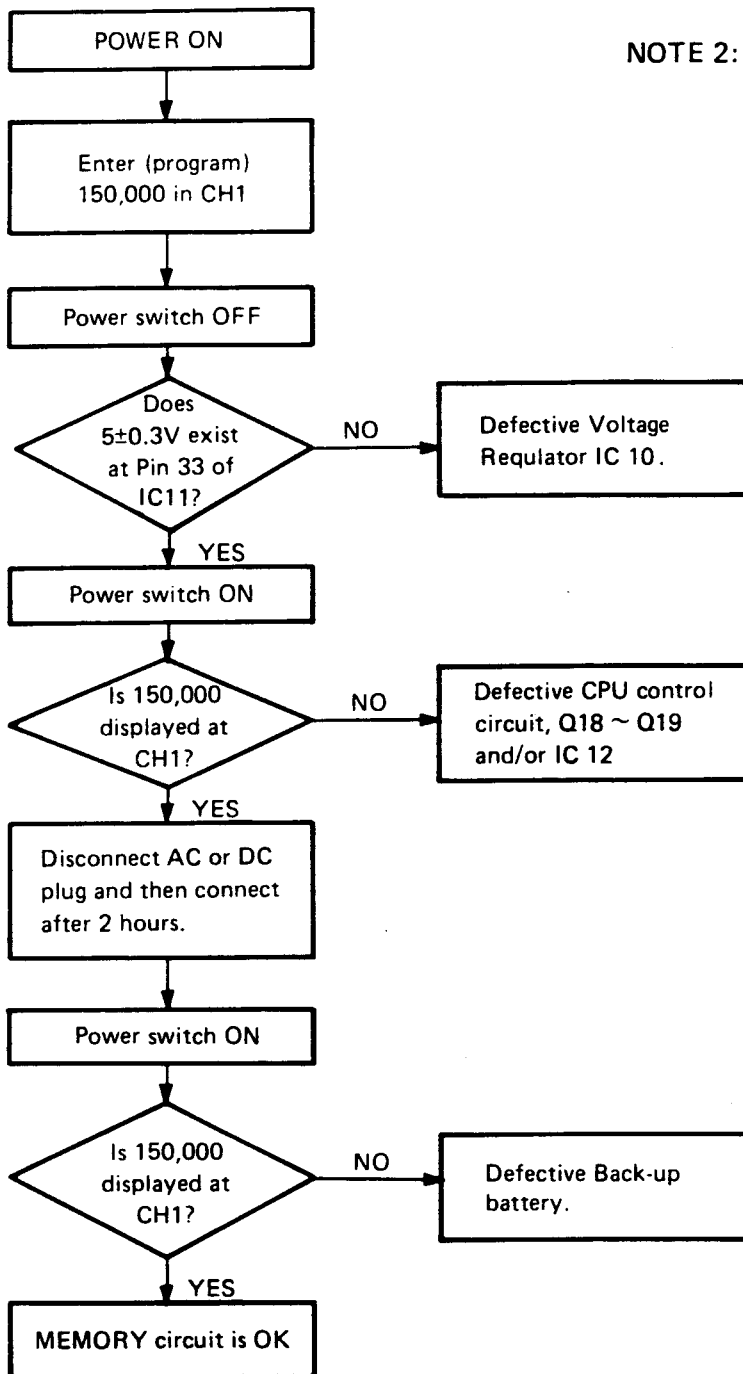 POWER ON
NOTE 2:
Enter (program)
150,000 in CH1
Power switch OFF
Does
5±0.3V exist
at Pin 33 of
IC11?
NO
Defective Voltage
Requlator IC 10.
YES
Power switch ON
Is 150,000
displayed at
CH1?
NO
Defective CPU control
circuit, Q18 ~ Q19
and/or IC 12
YES
Disconnect AC or DC
plug and then connect
after 2 hours.
Power switch ON
Is 150,000
displayed at
CH1?
NO
Defective Back-up
battery.
YES
MEMORY circuit is OK